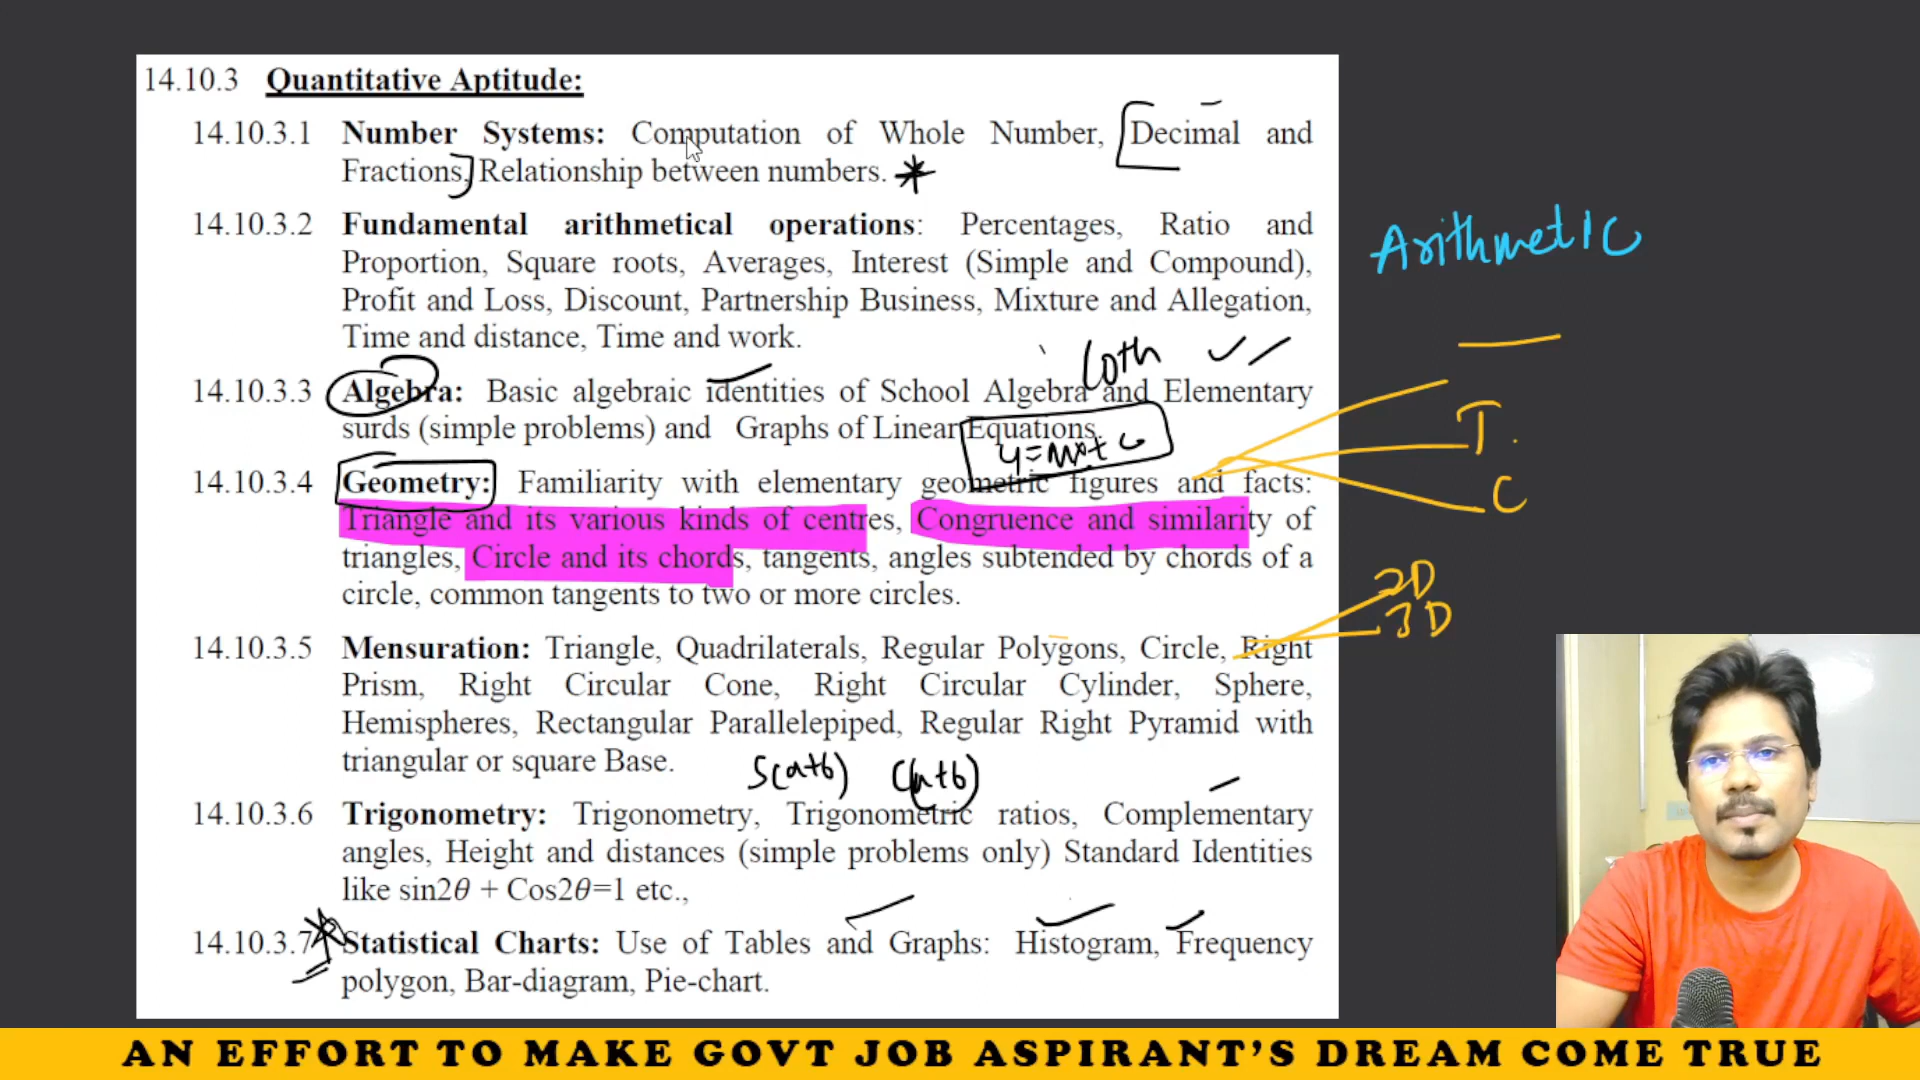 14.10.3 Quantitative Aptitude:
14.10.3.1 Number Systems: Computation of Whole Number, Decimal and
Fractions, Relationship between numbers. *
14.10.3.2 Fundamental arithmetical operations: Percentages, Ratio and
Proportion, Square roots, Averages, Interest (Simple and Compound),
Profit and Loss, Discount, Partnership Business, Mixture and Allegation,
Time and distance, Time and work.
Arithmetic
10th
14.10.3.3 Algebra: Basic algebraic identities of School Algebra and Elementary
surds (simple problems) and Graphs of Linear Equations.
y=mx+c
T.
C
14.10.3.4 Geometry: Familiarity with elementary geometric figures and facts:
Triangle and its various kinds of centres, Congruence and similarity of
triangles, Circle and its chords, tangents, angles subtended by chords of a
circle, common tangents to two or more circles.
2D
3D
14.10.3.5 Mensuration: Triangle, Quadrilaterals, Regular Polygons, Circle, Right
Prism, Right Circular Cone, Right Circular Cylinder, Sphere,
Hemispheres, Rectangular Parallelepiped, Regular Right Pyramid with
triangular or square Base.
S(a+b) C(a+b)
14.10.3.6 Trigonometry: Trigonometry, Trigonometric ratios, Complementary
angles, Height and distances (simple problems only) Standard Identities
like sin2θ + Cos2θ=1 etc.,
14.10.3.7 Statistical Charts: Use of Tables and Graphs: Histogram, Frequency
polygon, Bar-diagram, Pie-chart.
AN EFFORT TO MAKE GOVT JOB ASPIRANT'S DREAM COME TRUE